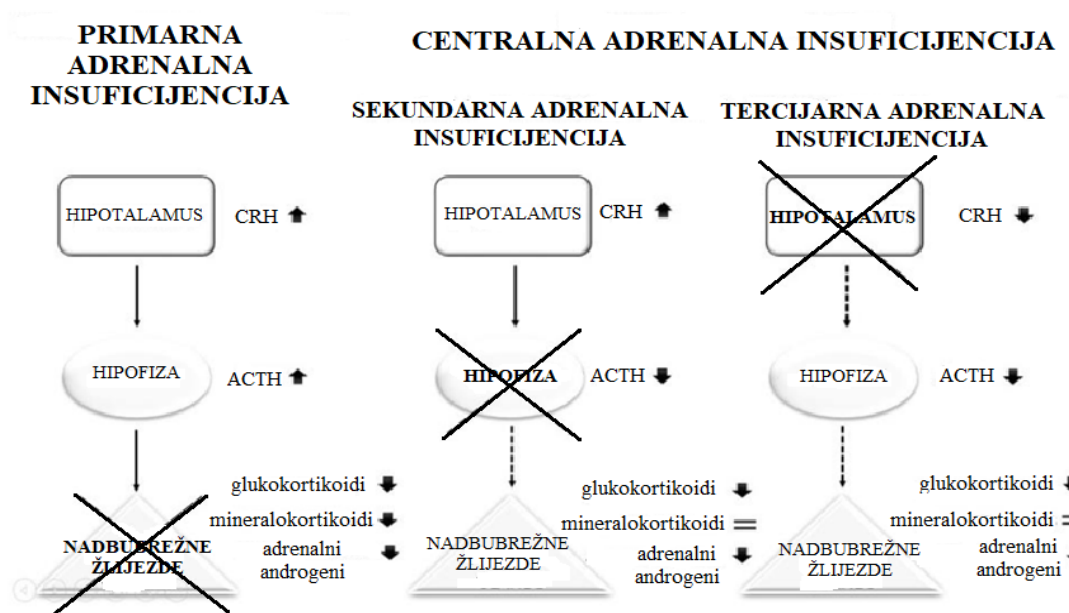 PRIMARNA
ADRENALNA
INSUFICIJENCIJA
CENTRALNA ADRENALNA INSUFICIJENCIJA
SEKUNDARNA ADRENALNA
INSUFICIJENCIJA
TERCIJARNA ADRENALNA
INSUFICIJENCIJA
HIPOTALAMUS
CRH
HIPOFIZA
ACTH
NADBUBREŽNE
ŽLIJEZDE
glukokortikoidi
mineralokortikoidi
adrenalni
androgeni
HIPOTALAMUS
CRH
HIPOFIZA
ACTH
NADBUBREŽNE
ŽLIJEZDE
glukokortikoidi
mineralokortikoidi
adrenalni
androgeni
HIPOTALAMUS
CRH
HIPOFIZA
ACTH
NADBUBREŽNE
ŽLIJEZDE
glukokortikoidi
mineralokortikoidi
adrenalni
androgeni